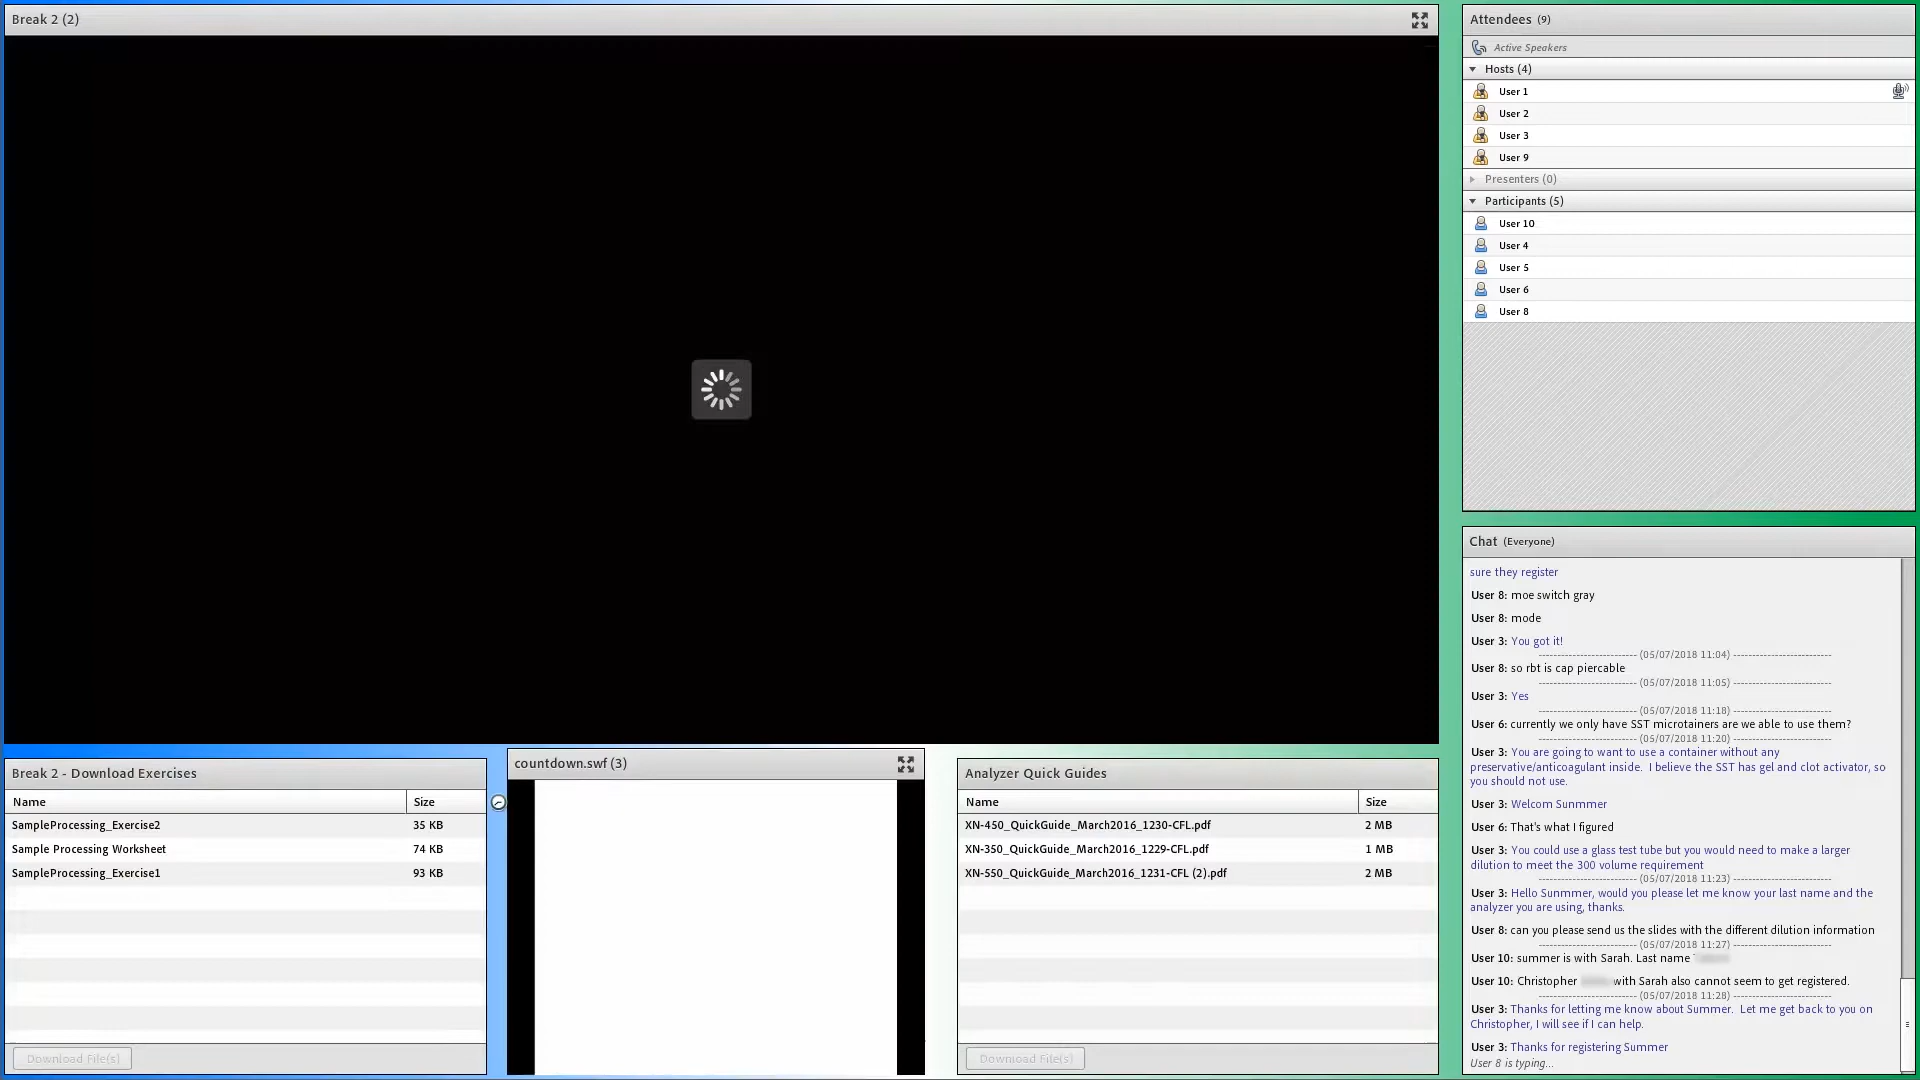 Break 2 (2)
Attendees (9)
Active Speakers
Hosts (4)
User 1
User 2
User 3
User 9
Presenters (0)
Participants (5)
User 10
User 4
User 5
User 6
User 8
Chat (Everyone)
sure they register
User 8: moe switch gray
User 8: mode
User 3: You got it!
-------------------------- (05/07/2018 11:04) --------------------------
User 8: so rbt is cap piercable
-------------------------- (05/07/2018 11:05) --------------------------
User 3: Yes
-------------------------- (05/07/2018 11:18) --------------------------
User 6: currently we only have SST microtainers are we able to use them?
-------------------------- (05/07/2018 11:20) --------------------------
User 3: You are going to want to use a container without any
preservative/anticoagulant inside. I believe the SST has gel and clot activator, so
you should not use.
User 3: Welcom Sunmmer
User 6: That's what I figured
User 3: You could use a glass test tube but you would need to make a larger
dilution to meet the 300 volume requirement
-------------------------- (05/07/2018 11:23) --------------------------
User 3: Hello Sunmmer, would you please let me know your last name and the
analyzer you are using, thanks.
User 8: can you please send us the slides with the different dilution information
-------------------------- (05/07/2018 11:27) --------------------------
User 10: summer is with Sarah. Last name
User 10: Christopher with Sarah also cannot seem to get registered.
-------------------------- (05/07/2018 11:28) --------------------------
User 3: Thanks for letting me know about Summer. Let me get back to you on
Christopher, I will see if I can help.
User 3: Thanks for registering Summer
User 8 is typing...
Break 2 - Download Exercises
Name Size
SampleProcessing_Exercise2 35 KB
Sample Processing Worksheet 74 KB
SampleProcessing_Exercise1 93 KB
Download File(s)
countdown.swf (3)
Analyzer Quick Guides
Name Size
XN-450_QuickGuide_March2016_1230-CFL.pdf 2 MB
XN-350_QuickGuide_March2016_1229-CFL.pdf 1 MB
XN-550_QuickGuide_March2016_1231-CFL (2).pdf 2 MB
Download File(s)